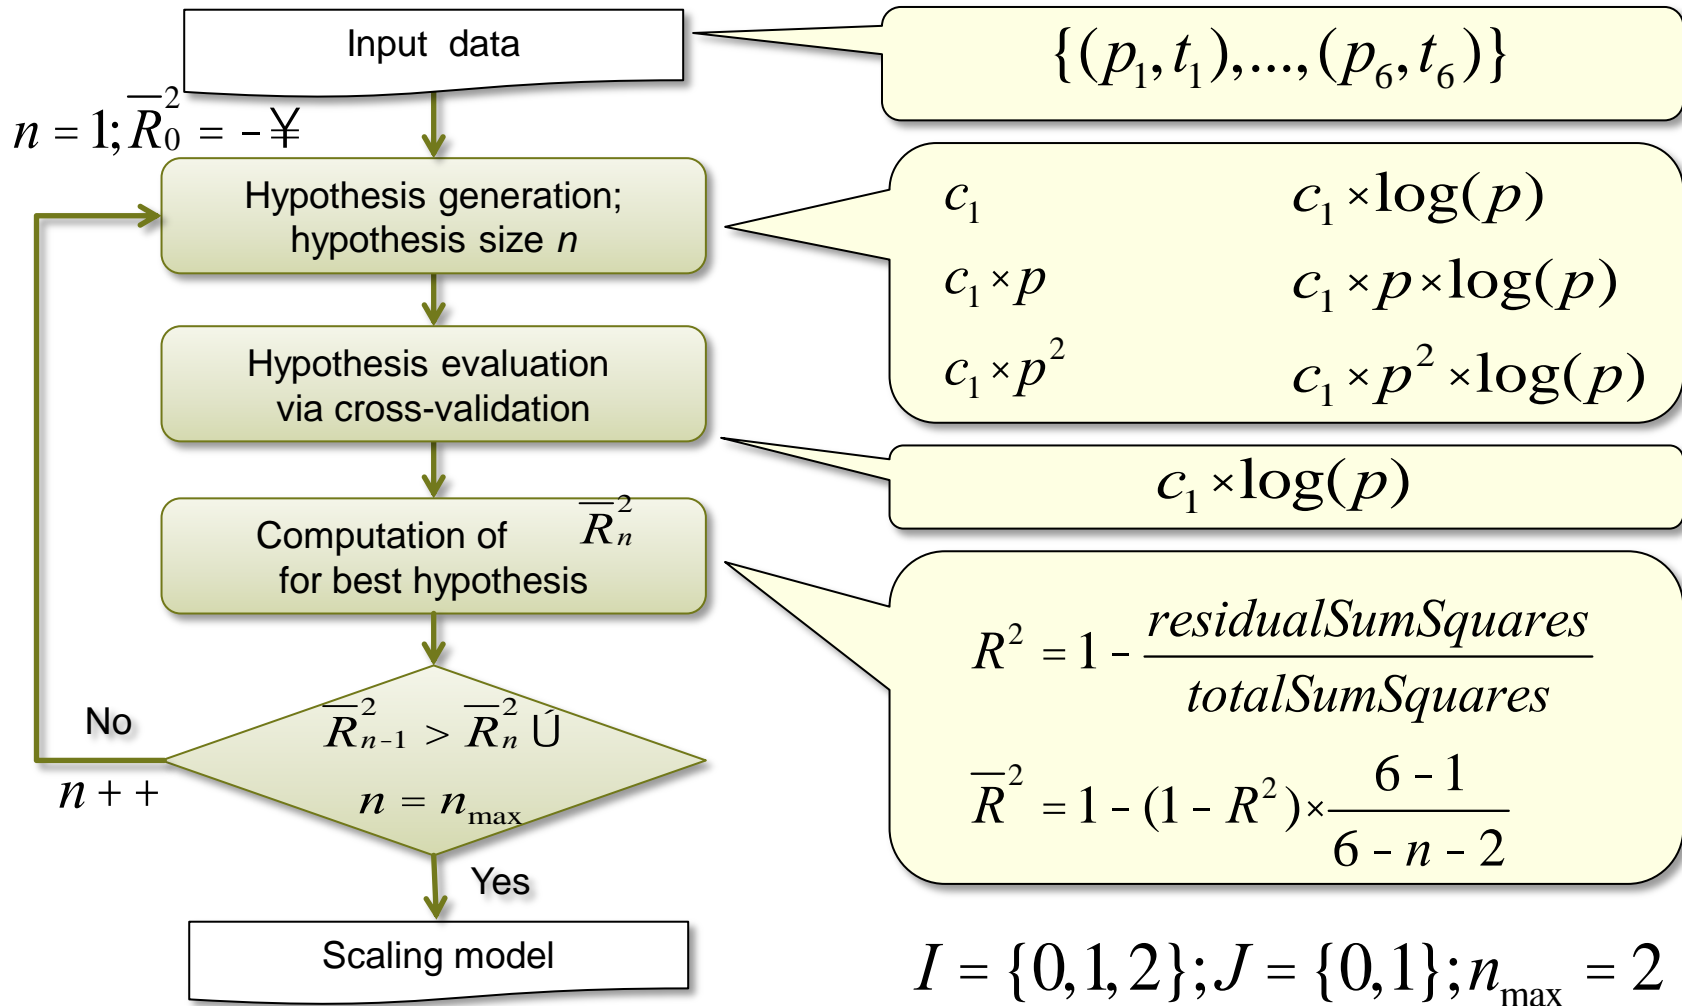 Input data
{(p₁,t₁),...,(p₆,t₆)}
n = 1; R̅₀² = -¥
Hypothesis generation;
hypothesis size n
c₁
c₁ × log(p)
c₁ × p
c₁ × p × log(p)
c₁ × p²
c₁ × p² × log(p)
Hypothesis evaluation
via cross-validation
c₁ × log(p)
Computation of R̅ₙ²
for best hypothesis
R² = 1 - residualSumSquares / totalSumSquares
R̅² = 1 - (1 - R²) × (6 - 1) / (6 - n - 2)
No
n + +
R̅ₙ₋₁² > R̅ₙ² Ú
n = n_max
Yes
Scaling model
I = {0,1,2}; J = {0,1}; n_max = 2